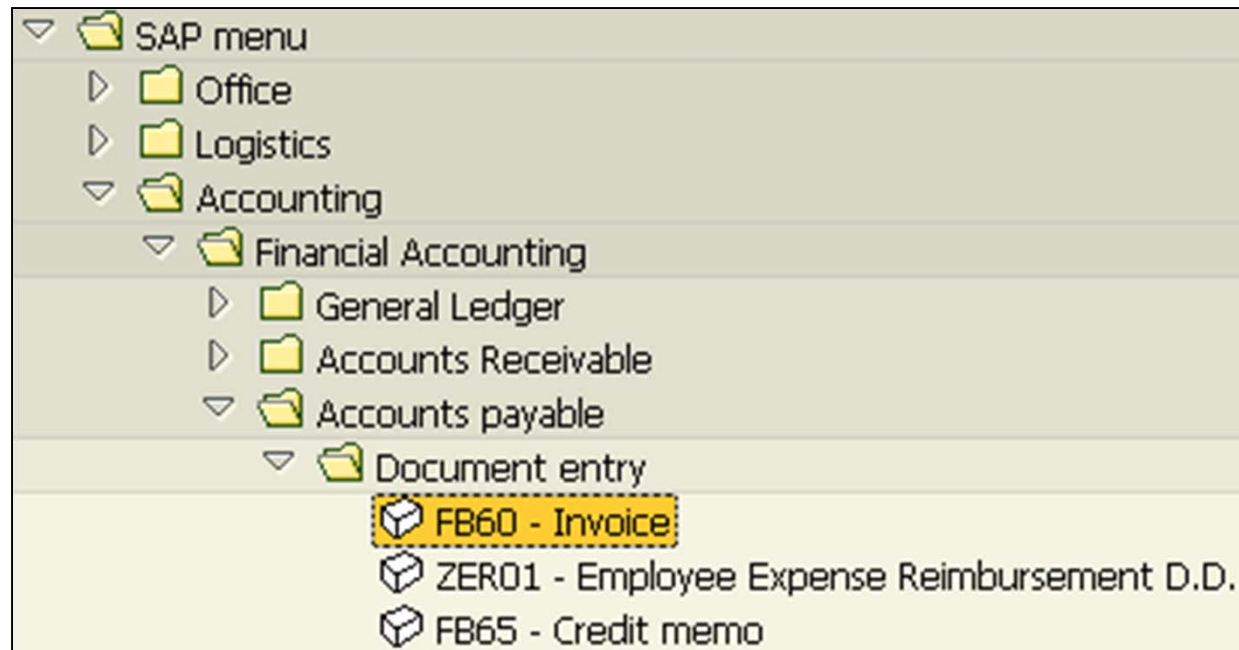 SAP menu
Office
Logistics
Accounting
Financial Accounting
General Ledger
Accounts Receivable
Accounts payable
Document entry
FB60 - Invoice
ZER01 - Employee Expense Reimbursement D.D.
FB65 - Credit memo